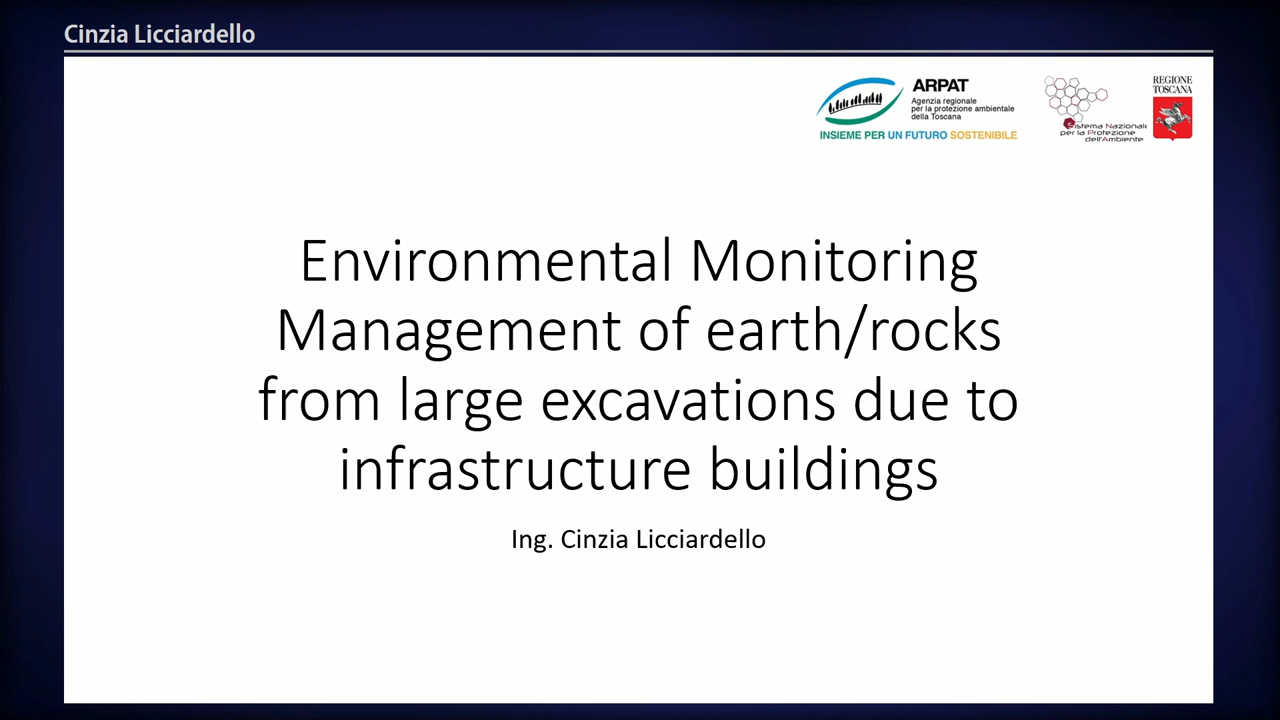 Cinzia Licciardello
ARPAT
Agenzia regionale
per la protezione ambientale
della Toscana
INSIEME PER UN FUTURO SOSTENIBILE
Sistema Nazionale
per la Protezione
dell'Ambiente
REGIONE
TOSCANA
Environmental Monitoring
Management of earth/rocks
from large excavations due to
infrastructure buildings
Ing. Cinzia Licciardello